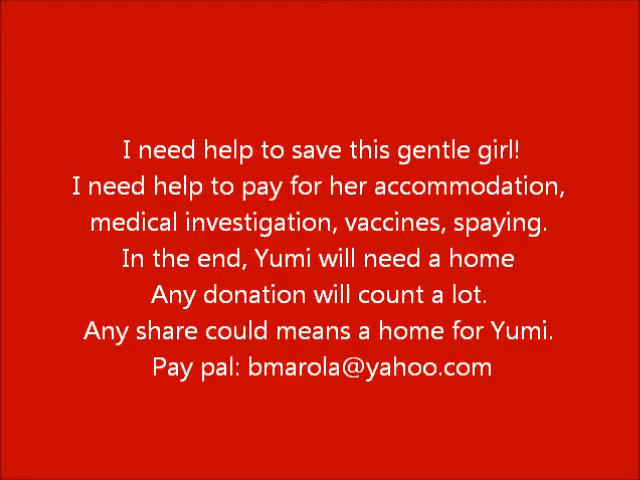 I need help to save this gentle girl!
I need help to pay for her accommodation,
medical investigation, vaccines, spaying.
In the end, Yumi will need a home
Any donation will count a lot.
Any share could means a home for Yumi.
Pay pal: bmarola@yahoo.com